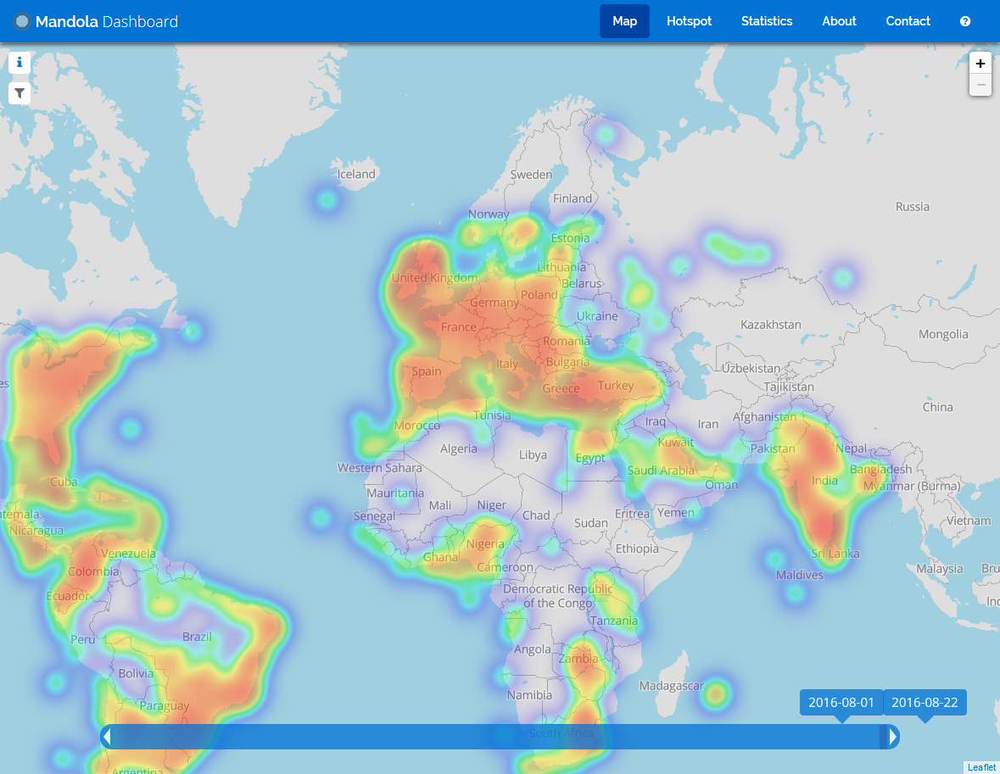 Mandola Dashboard
Map Hotspot Statistics About Contact ?
i
+
−
Iceland
Sweden
Finland
Norway
Russia
Estonia
Lithuania
United Kingdom
Belarus
Poland
Germany
Ukraine
France
Kazakhstan
Mongolia
Romania
Bulgaria
Italy
Spain
Uzbekistan
Greece
Turkey
Tajikistan
China
Tunisia
Afghanistan
Morocco
Iraq
Iran
Kuwait
Algeria
Libya
Egypt
Pakistan
Nepal
Western Sahara
Saudi Arabia
Bangladesh
Cuba
India
Oman
Myanmar (Burma)
Mauritania
Mali
Niger
Chad
Eritrea
Yemen
temala
Senegal
Sudan
Vietnam
Nicaragua
Nigeria
Ethiopia
Venezuela
Ghana
Sri Lanka
Colombia
Cameroon
Malaysia
Bru
Maldives
Ecuador
Democratic Republic
of the Congo
Tanzania
Peru
Brazil
Angola
Zambia
Bolivia
Madagascar
Namibia
Paraguay
2016-08-01 2016-08-22
South Africa
Argentina
Leaflet